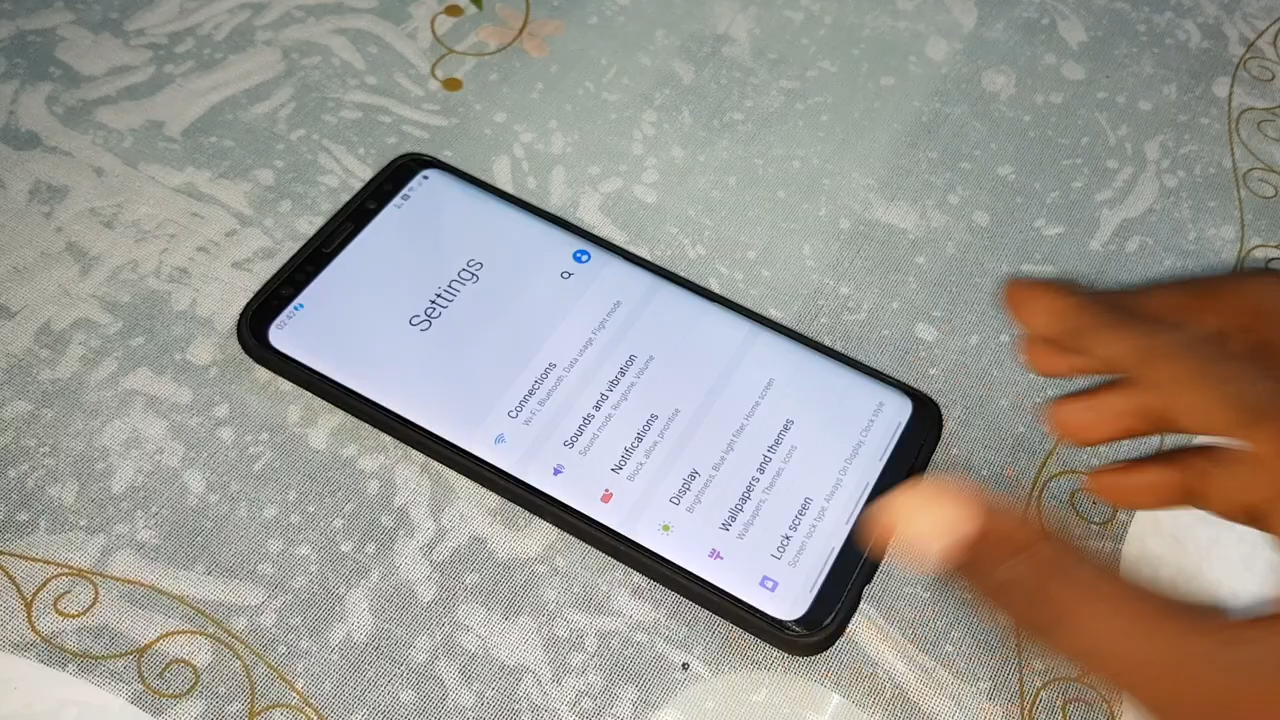 02:42
Settings
Connections
Wi-Fi, Bluetooth, Data usage, Flight mode
Sounds and vibration
Sound mode, Ringtone, Volume
Notifications
Block, allow, prioritise
Display
Brightness, Blue light filter, Home screen
Wallpapers and themes
Wallpapers, Themes, Icons
Lock screen
Screen lock type, Always On Display, Clock style